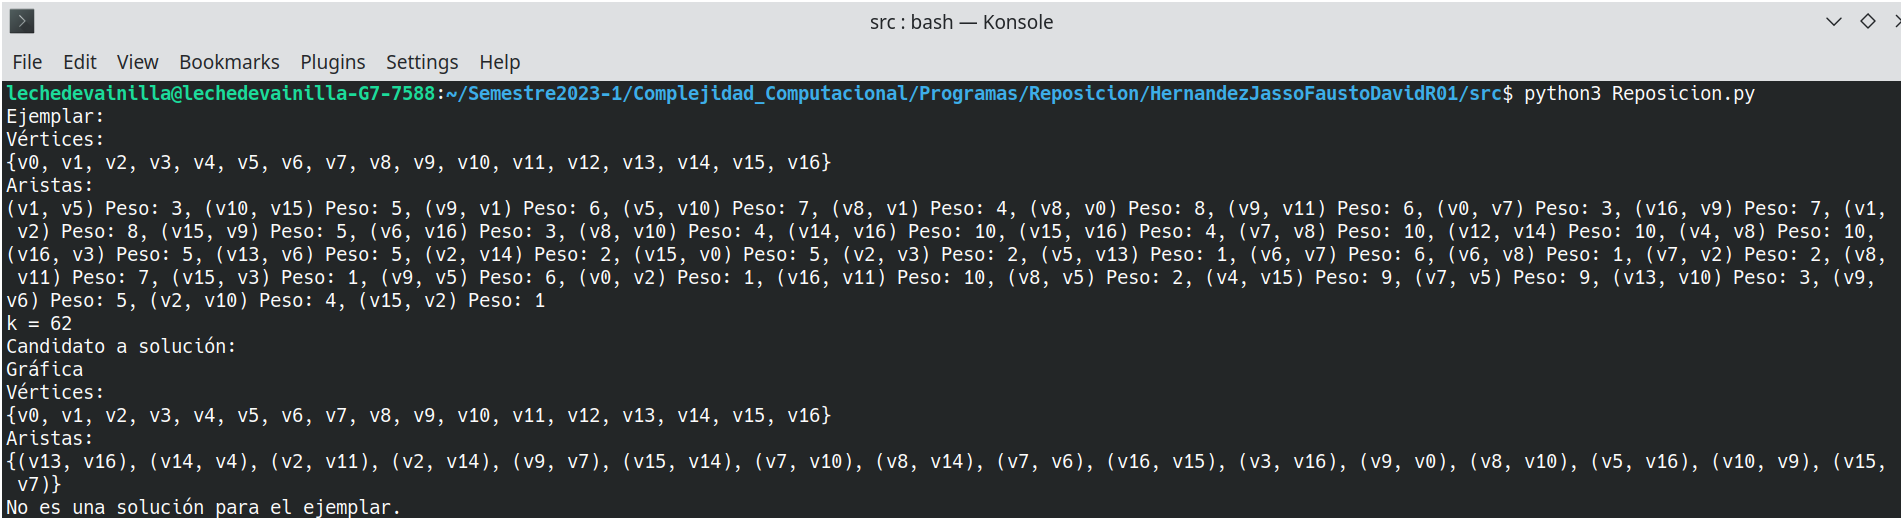 src : bash — Konsole
File Edit View Bookmarks Plugins Settings Help
lechedevainilla@lechedevainilla-G7-7588:~/Semestre2023-1/Complejidad_Computacional/Programas/Reposicion/HernandezJassoFaustoDavidR01/src$ python3 Reposicion.py
Ejemplar:
Vértices:
{v0, v1, v2, v3, v4, v5, v6, v7, v8, v9, v10, v11, v12, v13, v14, v15, v16}
Aristas:
(v1, v5) Peso: 3, (v10, v15) Peso: 5, (v9, v1) Peso: 6, (v5, v10) Peso: 7, (v8, v1) Peso: 4, (v8, v0) Peso: 8, (v9, v11) Peso: 6, (v0, v7) Peso: 3, (v16, v9) Peso: 7, (v1,
v2) Peso: 8, (v15, v9) Peso: 5, (v6, v16) Peso: 3, (v8, v10) Peso: 4, (v14, v16) Peso: 10, (v15, v16) Peso: 4, (v7, v8) Peso: 10, (v12, v14) Peso: 10, (v4, v8) Peso: 10,
(v16, v3) Peso: 5, (v13, v6) Peso: 5, (v2, v14) Peso: 2, (v15, v0) Peso: 5, (v2, v3) Peso: 2, (v5, v13) Peso: 1, (v6, v7) Peso: 6, (v6, v8) Peso: 1, (v7, v2) Peso: 2, (v8,
v11) Peso: 7, (v15, v3) Peso: 1, (v9, v5) Peso: 6, (v0, v2) Peso: 1, (v16, v11) Peso: 10, (v8, v5) Peso: 2, (v4, v15) Peso: 9, (v7, v5) Peso: 9, (v13, v10) Peso: 3, (v9,
v6) Peso: 5, (v2, v10) Peso: 4, (v15, v2) Peso: 1
k = 62
Candidato a solución:
Gráfica
Vértices:
{v0, v1, v2, v3, v4, v5, v6, v7, v8, v9, v10, v11, v12, v13, v14, v15, v16}
Aristas:
{(v13, v16), (v14, v4), (v2, v11), (v2, v14), (v9, v7), (v15, v14), (v7, v10), (v8, v14), (v7, v6), (v16, v15), (v3, v16), (v9, v0), (v8, v10), (v5, v16), (v10, v9), (v15,
v7)}
No es una solución para el ejemplar.